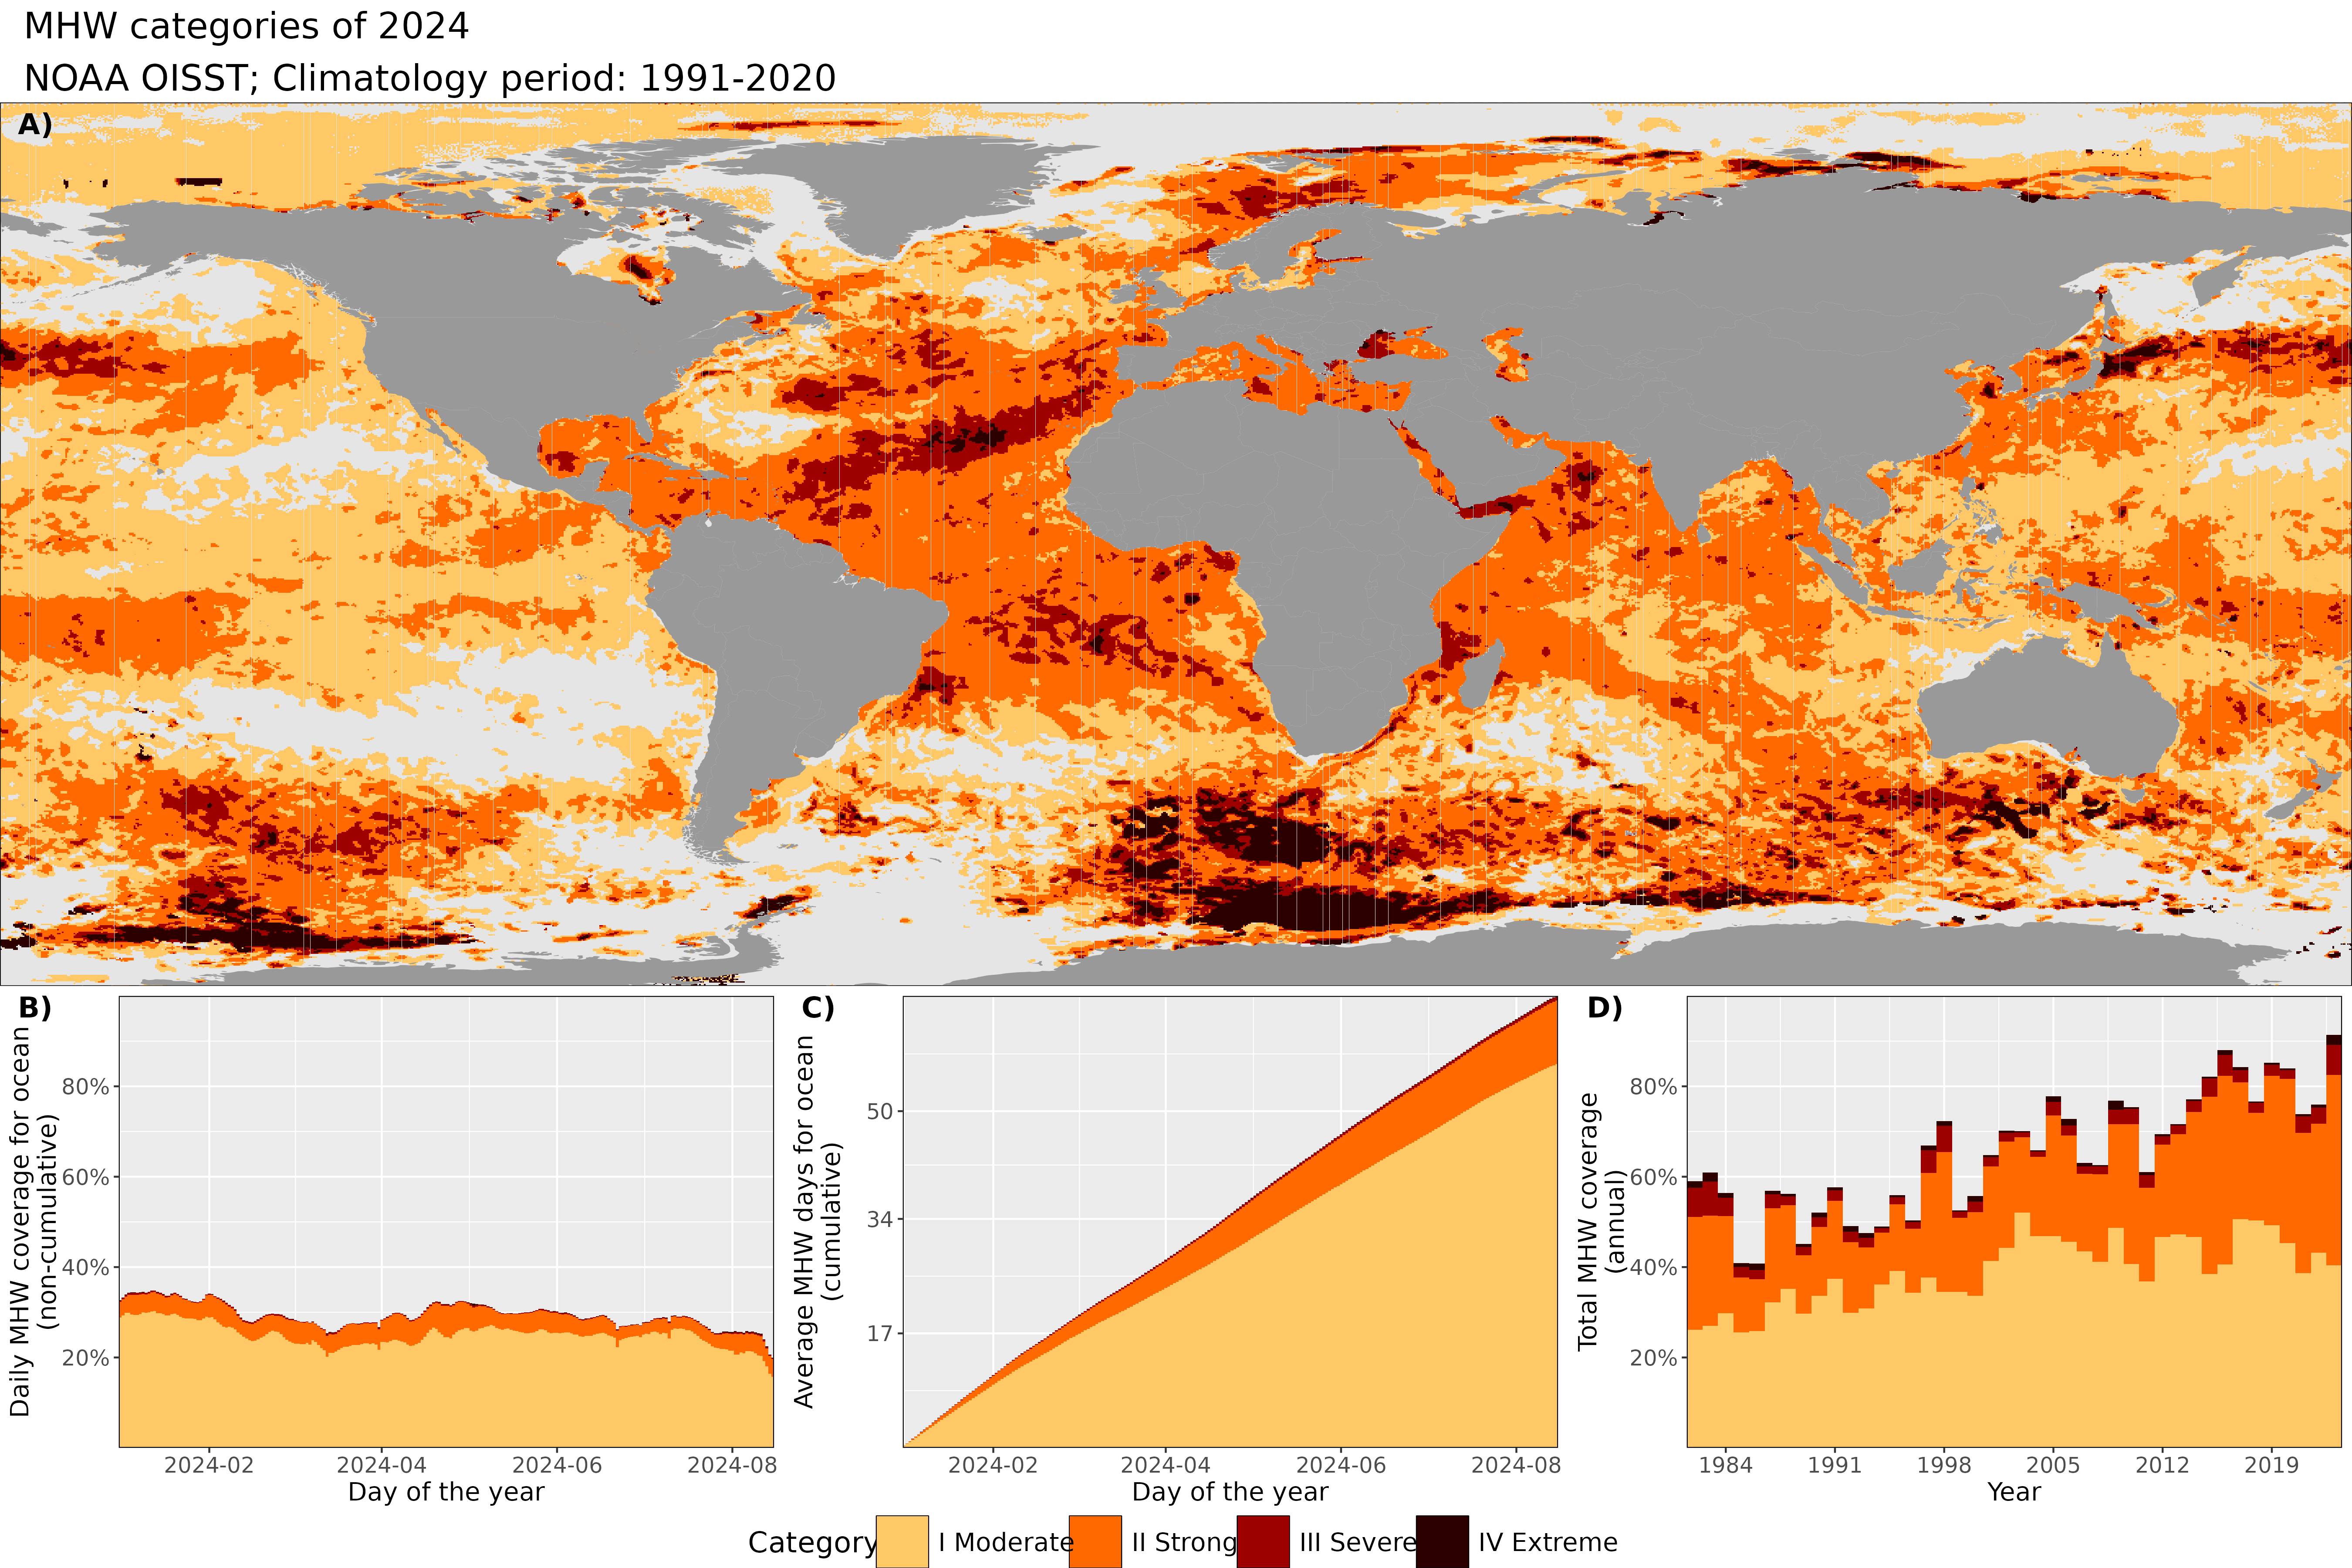 MHW categories of 2024
NOAA OISST; Climatology period: 1991-2020
A)
B)
Daily MHW coverage for ocean
(non-cumulative)
80%
60%
40%
20%
2024-02 2024-04 2024-06 2024-08
Day of the year
C)
Average MHW days for ocean
(cumulative)
50
34
17
2024-02 2024-04 2024-06 2024-08
Day of the year
D)
Total MHW coverage
(annual)
80%
60%
40%
20%
1984 1991 1998 2005 2012 2019
Year
Category I Moderate II Strong III Severe IV Extreme